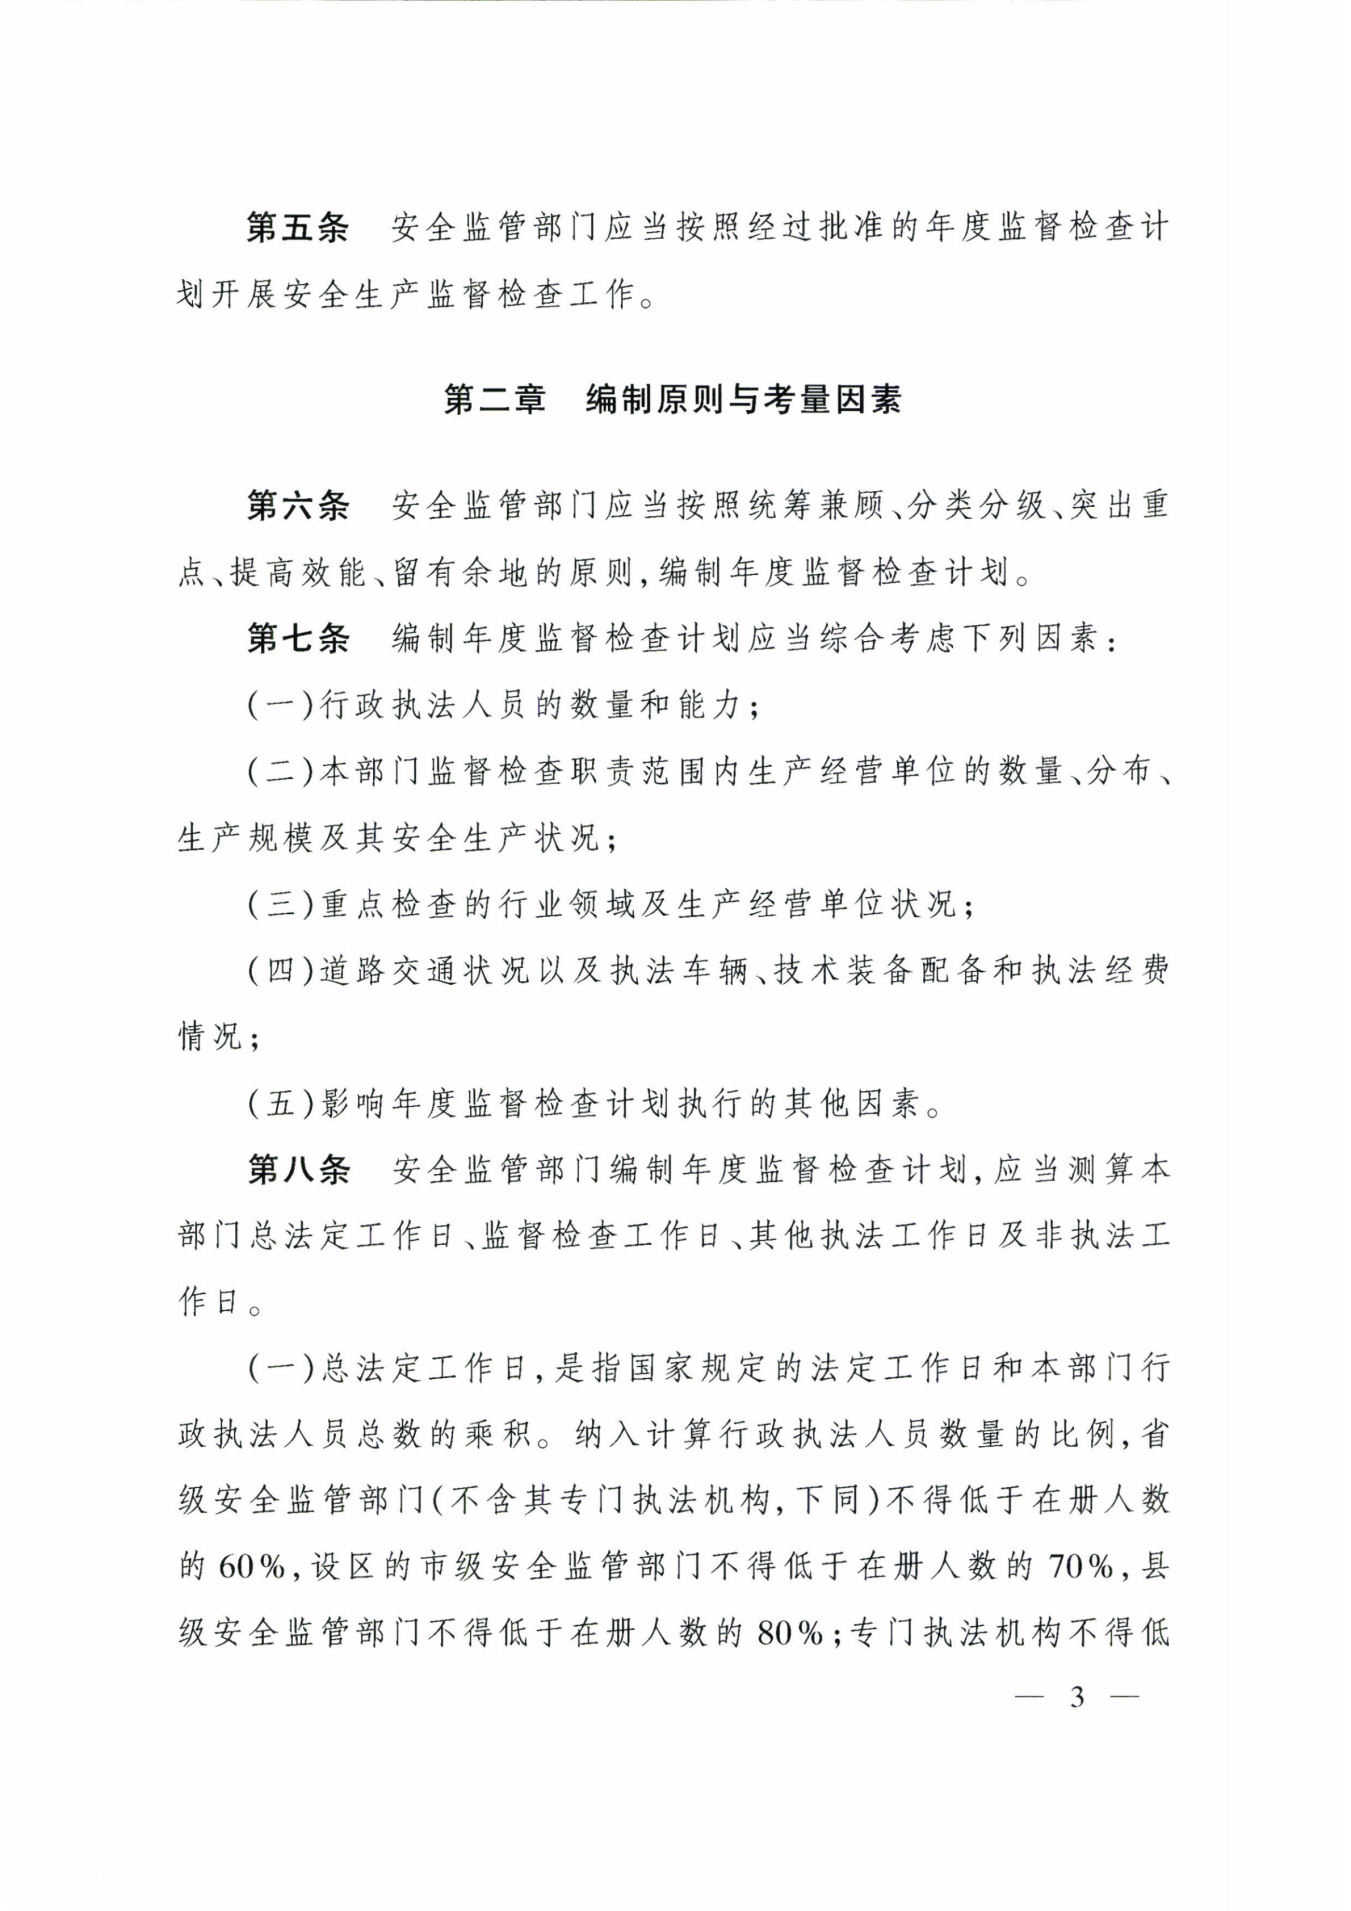 第五条　安全监管部门应当按照经过批准的年度监督检查计
划开展安全生产监督检查工作。
第二章　编制原则与考量因素
第六条　安全监管部门应当按照统筹兼顾、分类分级、突出重
点、提高效能、留有余地的原则,编制年度监督检查计划。
第七条　编制年度监督检查计划应当综合考虑下列因素:
(一)行政执法人员的数量和能力;
(二)本部门监督检查职责范围内生产经营单位的数量、分布、
生产规模及其安全生产状况;
(三)重点检查的行业领域及生产经营单位状况;
(四)道路交通状况以及执法车辆、技术装备配备和执法经费
情况;
(五)影响年度监督检查计划执行的其他因素。
第八条　安全监管部门编制年度监督检查计划,应当测算本
部门总法定工作日、监督检查工作日、其他执法工作日及非执法工
作日。
(一)总法定工作日,是指国家规定的法定工作日和本部门行
政执法人员总数的乘积。纳入计算行政执法人员数量的比例,省
级安全监管部门(不含其专门执法机构,下同)不得低于在册人数
的 60%,设区的市级安全监管部门不得低于在册人数的 70%,县
级安全监管部门不得低于在册人数的 80%;专门执法机构不得低
— 3 —